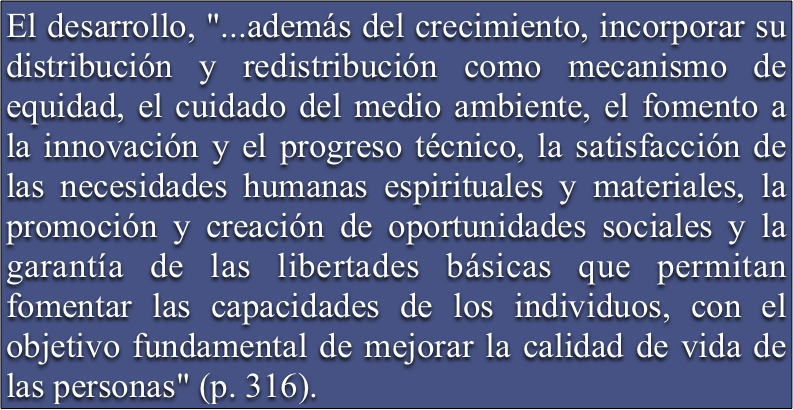 El desarrollo, "...además del crecimiento, incorporar su
distribución y redistribución como mecanismo de
equidad, el cuidado del medio ambiente, el fomento a
la innovación y el progreso técnico, la satisfacción de
las necesidades humanas espirituales y materiales, la
promoción y creación de oportunidades sociales y la
garantía de las libertades básicas que permitan
fomentar las capacidades de los individuos, con el
objetivo fundamental de mejorar la calidad de vida de
las personas" (p. 316).